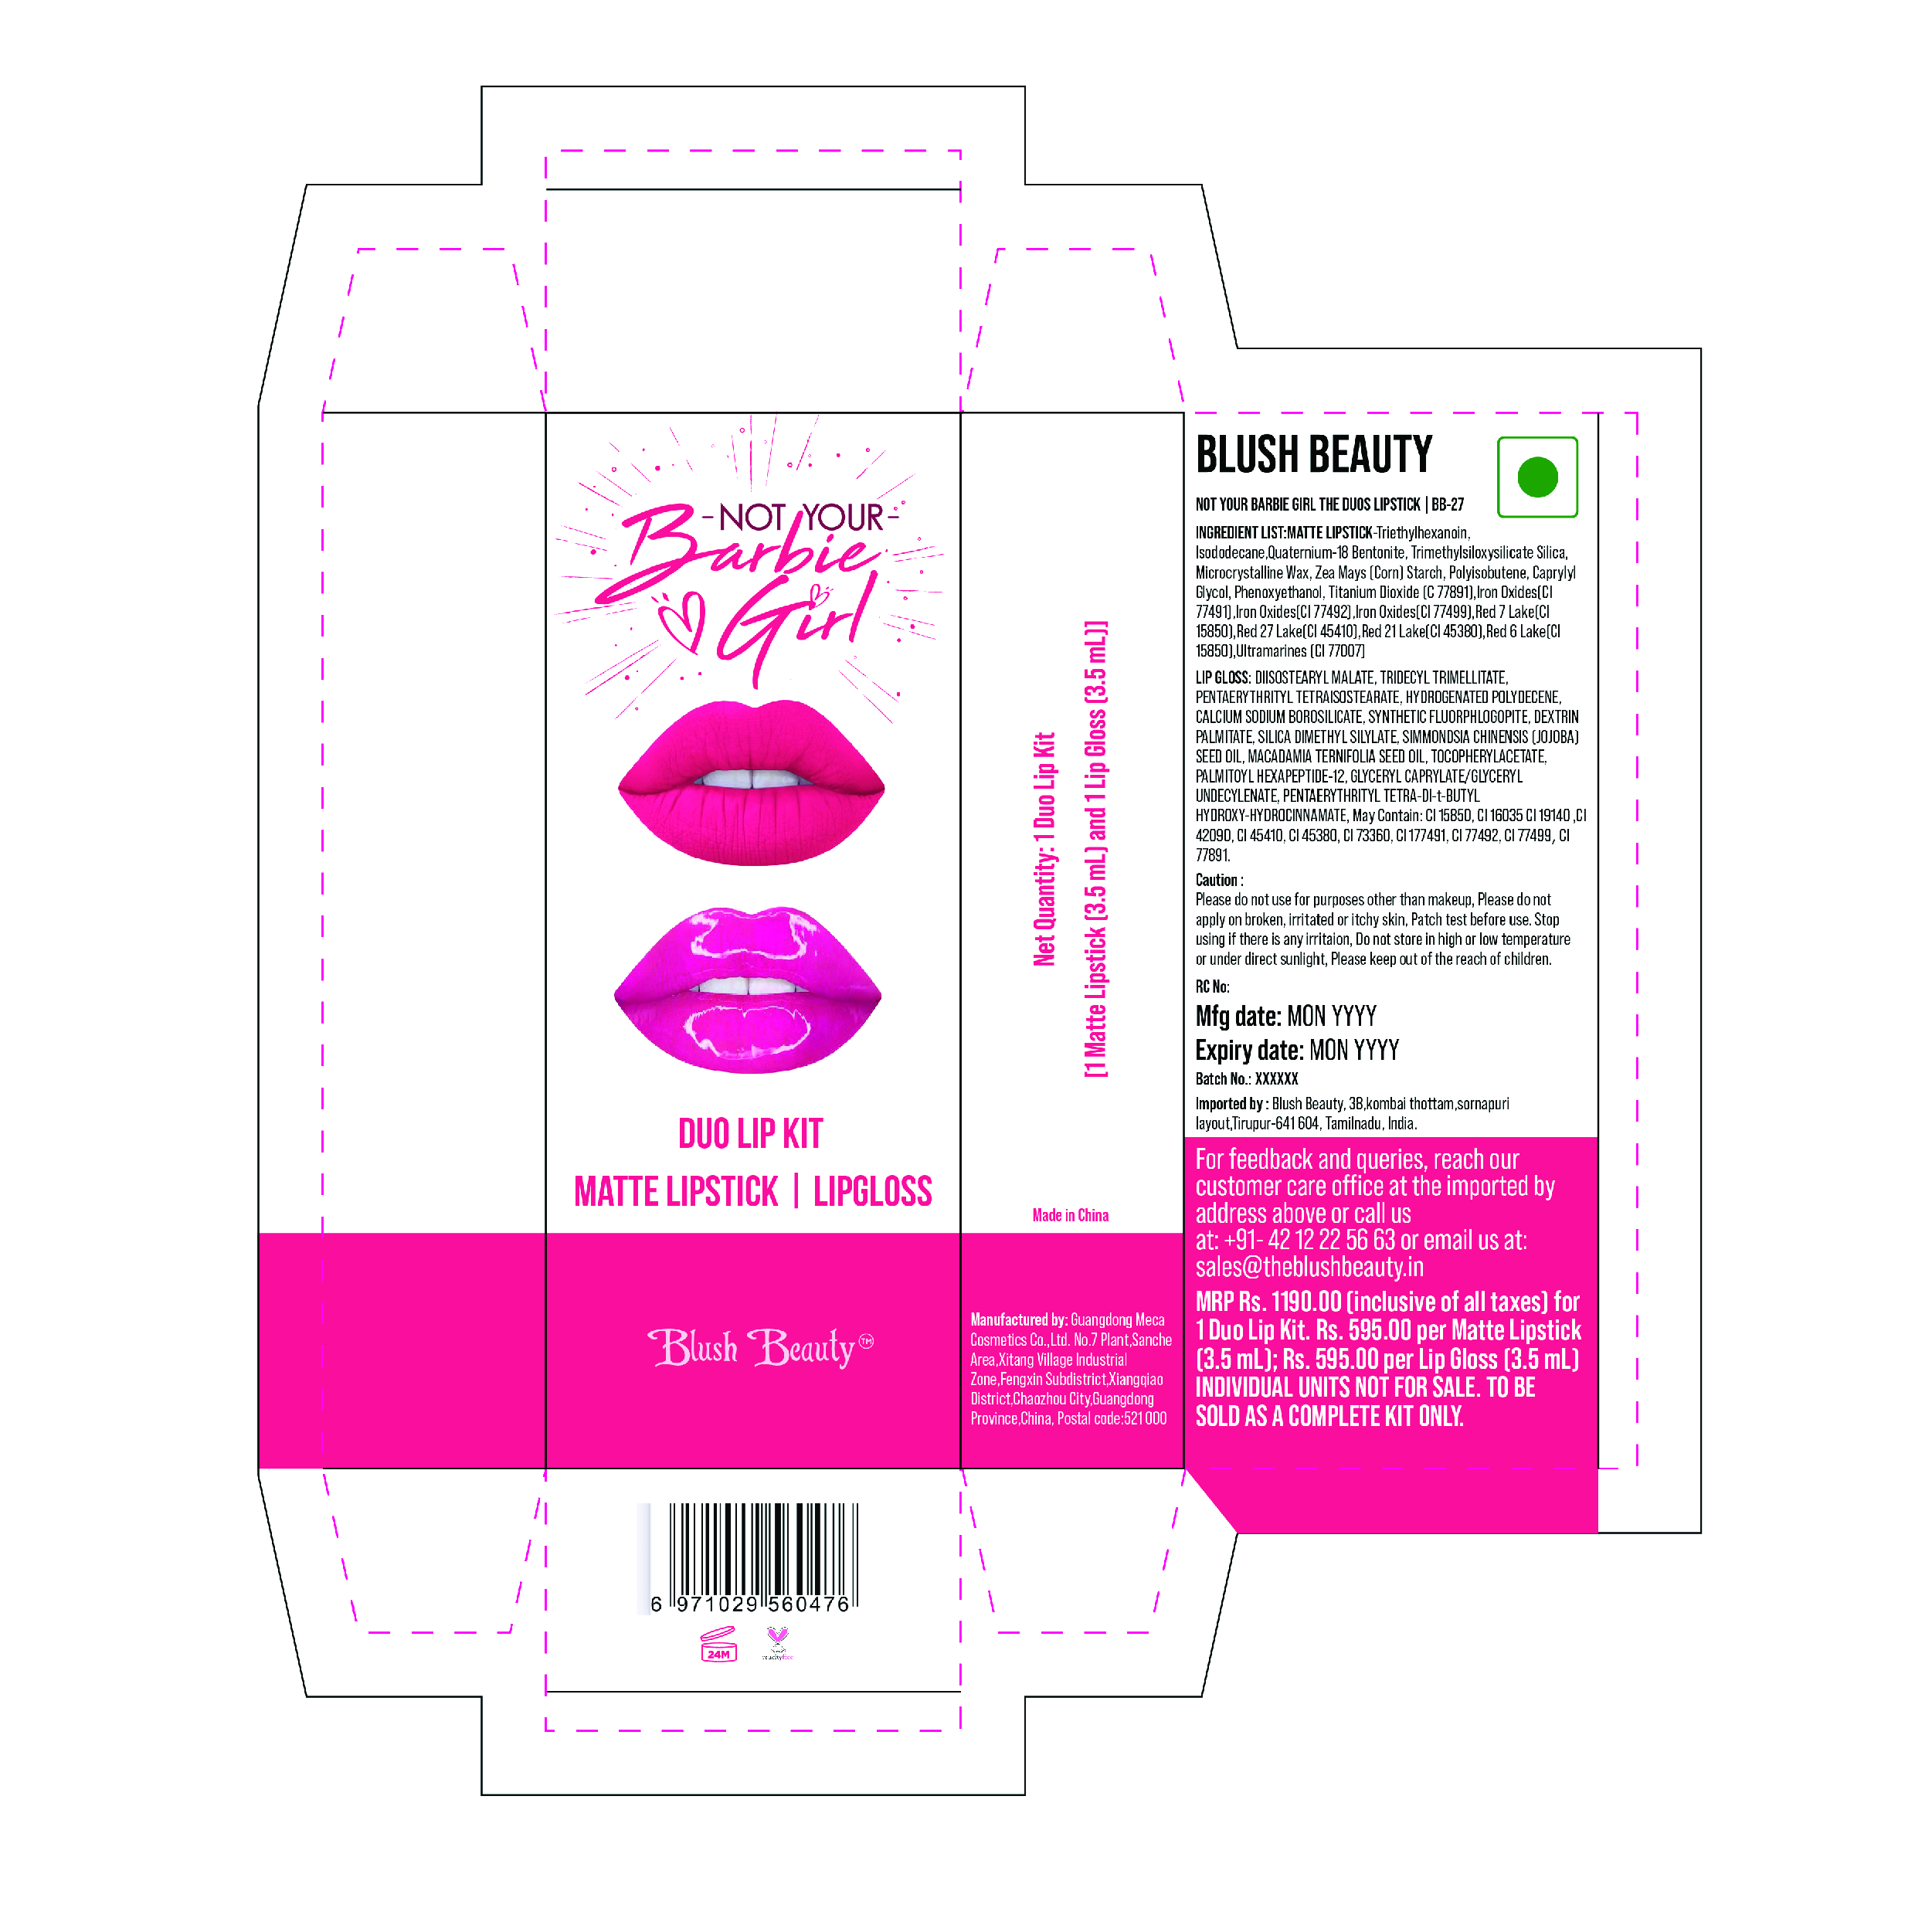 - NOT YOUR -
Barbie
Girl
DUO LIP KIT
MATTE LIPSTICK | LIPGLOSS
Blush Beauty™
Net Quantity: 1 Duo Lip Kit
[1 Matte Lipstick (3.5 mL) and 1 Lip Gloss (3.5 mL)]
Made in China
Manufactured by: Guangdong Meca
Cosmetics Co.,Ltd. No.7 Plant,Sanche
Area,Xitang Village Industrial
Zone,Fengxin Subdistrict,Xiangqiao
District,Chaozhou City,Guangdong
Province,China, Postal code:521000
BLUSH BEAUTY
NOT YOUR BARBIE GIRL THE DUOS LIPSTICK | BB-27
INGREDIENT LIST:MATTE LIPSTICK-Triethylhexanoin,
Isododecane,Quaternium-18 Bentonite, Trimethylsiloxysilicate Silica,
Microcrystalline Wax, Zea Mays (Corn) Starch, Polyisobutene, Caprylyl
Glycol, Phenoxyethanol, Titanium Dioxide (C 77891),Iron Oxides(CI
77491),Iron Oxides(CI 77492),Iron Oxides(CI 77499),Red 7 Lake(CI
15850),Red 27 Lake(CI 45410),Red 21 Lake(CI 45380),Red 6 Lake(CI
15850),Ultramarines (CI 77007)
LIP GLOSS: DIISOSTEARYL MALATE, TRIDECYL TRIMELLITATE,
PENTAERYTHRITYL TETRAISOSTEARATE, HYDROGENATED POLYDECENE,
CALCIUM SODIUM BOROSILICATE, SYNTHETIC FLUORPHLOGOPITE, DEXTRIN
PALMITATE, SILICA DIMETHYL SILYLATE, SIMMONDSIA CHINENSIS (JOJOBA)
SEED OIL, MACADAMIA TERNIFOLIA SEED OIL, TOCOPHERYLACETATE,
PALMITOYL HEXAPEPTIDE-12, GLYCERYL CAPRYLATE/GLYCERYL
UNDECYLENATE, PENTAERYTHRITYL TETRA-DI-t-BUTYL
HYDROXY-HYDROCINNAMATE, May Contain: CI 15850, CI 16035 CI 19140 ,CI
42090, CI 45410, CI 45380, CI 73360, CI 177491, CI 77492, CI 77499, CI
77891.
Caution :
Please do not use for purposes other than makeup, Please do not
apply on broken, irritated or itchy skin, Patch test before use. Stop
using if there is any irritaion, Do not store in high or low temperature
or under direct sunlight, Please keep out of the reach of children.
RC No:
Mfg date: MON YYYY
Expiry date: MON YYYY
Batch No.: XXXXXX
Imported by : Blush Beauty, 3B,kombai thottam,sornapuri
layout,Tirupur-641 604, Tamilnadu, India.
For feedback and queries, reach our
customer care office at the imported by
address above or call us
at: +91- 42 12 22 56 63 or email us at:
sales@theblushbeauty.in
MRP Rs. 1190.00 (inclusive of all taxes) for
1 Duo Lip Kit. Rs. 595.00 per Matte Lipstick
(3.5 mL); Rs. 595.00 per Lip Gloss (3.5 mL)
INDIVIDUAL UNITS NOT FOR SALE. TO BE
SOLD AS A COMPLETE KIT ONLY.
6 971029 560476
24M
crueltyfree